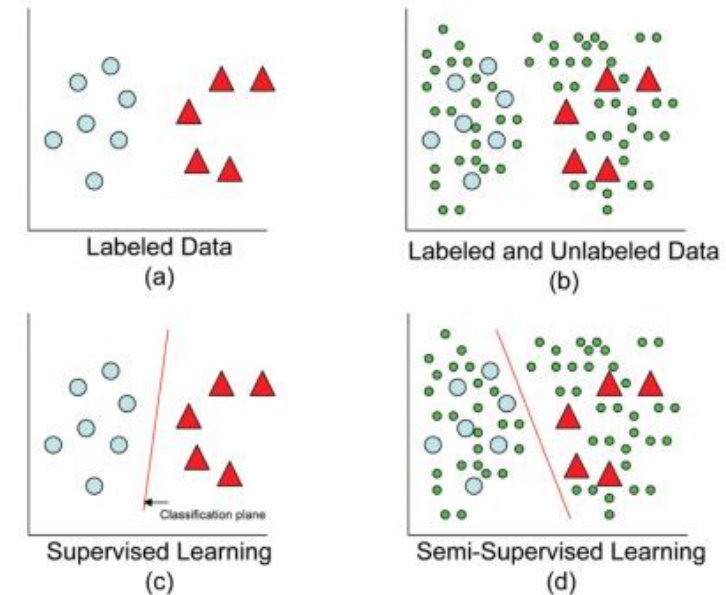 Labeled Data
(a)
Labeled and Unlabeled Data
(b)
Classification plane
Supervised Learning
(c)
Semi-Supervised Learning
(d)